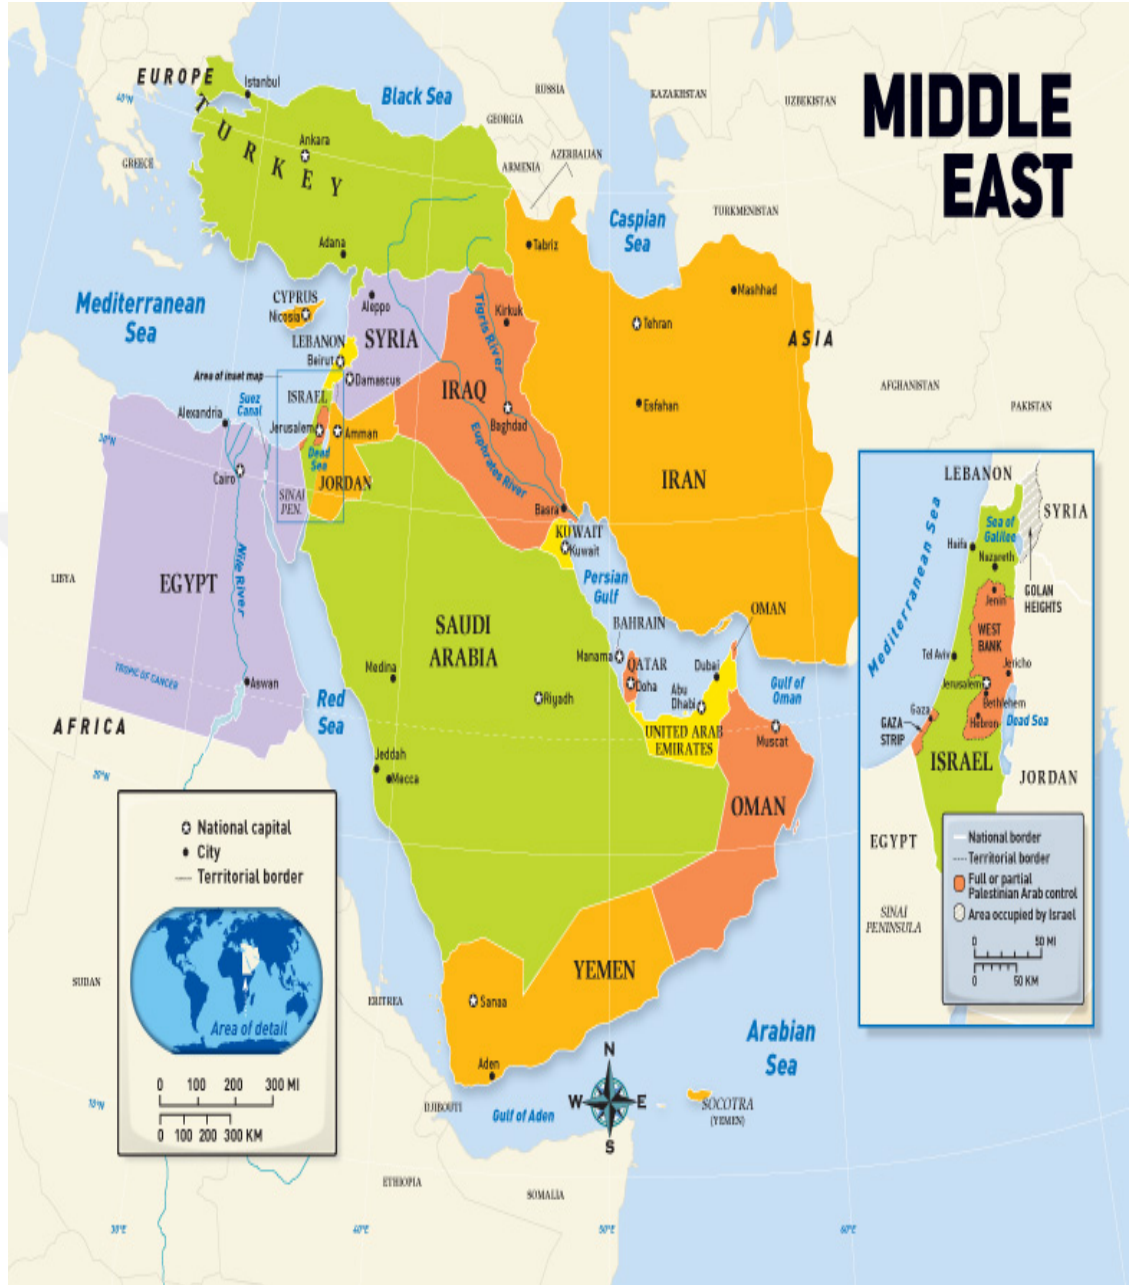 MIDDLE
EAST
EUROPE
Istanbul
Black Sea
RUSSIA
KAZAKHSTAN
UZBEKISTAN
40°N
GEORGIA
GREECE
TURKEY
Ankara
ARMENIA
AZERBAIJAN
Caspian
Sea
TURKMENISTAN
Adana
Tabriz
Mashhad
Mediterranean
Sea
CYPRUS
Nicosia
Aleppo
SYRIA
Tigris River
Kirkuk
Tehran
ASIA
LEBANON
Beirut
Area of inset map
Damascus
IRAQ
AFGHANISTAN
PAKISTAN
Suez
Canal
ISRAEL
Alexandria
Jerusalem
Amman
Baghdad
Esfahan
30°N
Dead
Sea
Euphrates River
Cairo
SINAI
PEN.
JORDAN
IRAN
Basra
KUWAIT
Kuwait
LIBYA
EGYPT
Nile River
Persian
Gulf
OMAN
SAUDI
ARABIA
BAHRAIN
Manama
QATAR
Doha
Dubai
Abu
Dhabi
Gulf of
Oman
TROPIC OF CANCER
Medina
Aswan
Riyadh
Red
Sea
UNITED ARAB
EMIRATES
Muscat
AFRICA
Jeddah
Mecca
20°N
OMAN
YEMEN
Sanaa
Aden
SUDAN
ERITREA
DJIBOUTI
Gulf of Aden
Arabian
Sea
SOCOTRA
(YEMEN)
N
W
E
S
10°N
ETHIOPIA
SOMALIA
30°E
40°E
50°E
60°E
National capital
City
Territorial border
Area of detail
0 100 200 300 MI
0 100 200 300 KM
LEBANON
Mediterranean Sea
Sea of
Galilee
SYRIA
Haifa
Nazareth
GOLAN
HEIGHTS
Jenin
WEST
BANK
Tel Aviv
Jericho
Jerusalem
Bethlehem
Gaza
GAZA
STRIP
Hebron
Dead Sea
ISRAEL
JORDAN
EGYPT
SINAI
PENINSULA
National border
Territorial border
Full or partial
Palestinian Arab control
Area occupied by Israel
0 50 MI
0 50 KM